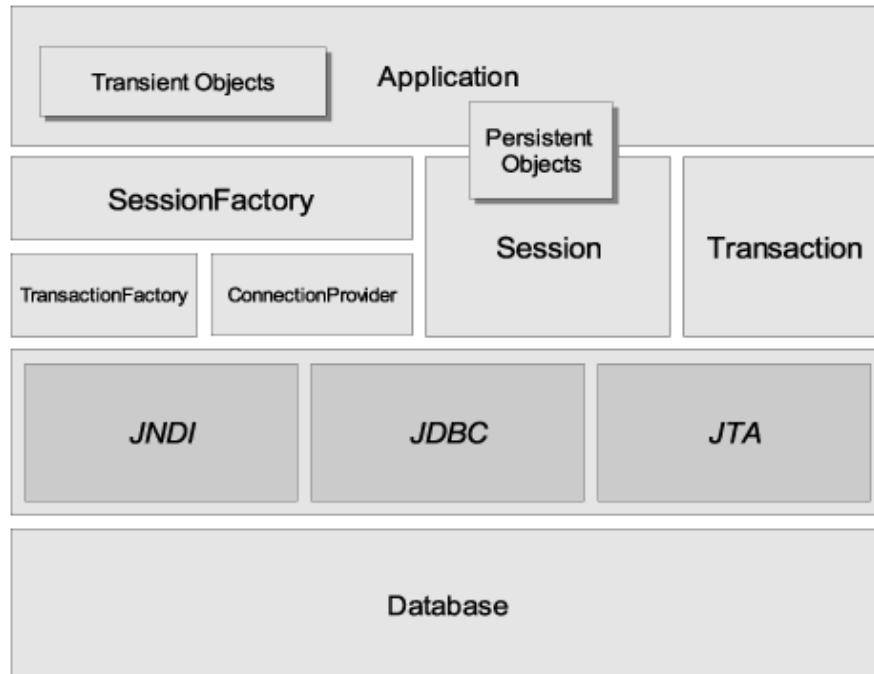 Transient Objects
Application
Persistent
Objects
SessionFactory
Session
Transaction
TransactionFactory
ConnectionProvider
JNDI
JDBC
JTA
Database